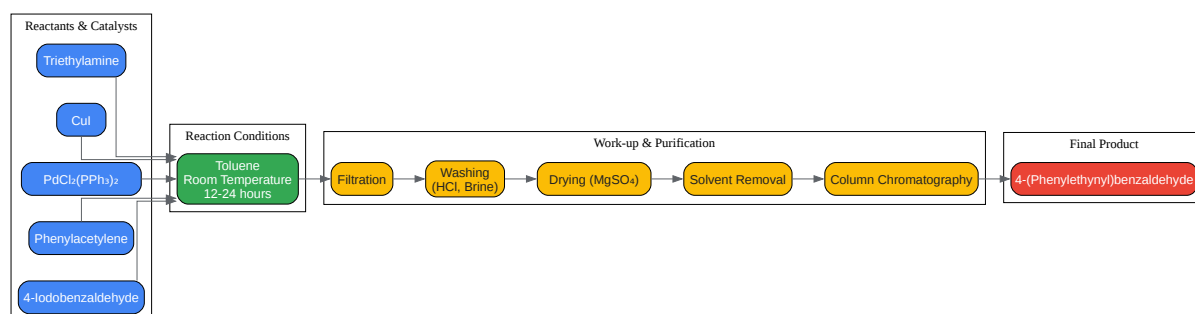 Reactants & Catalysts
Triethylamine
CuI
PdCl₂(PPh₃)₂
Phenylacetylene
4-Iodobenzaldehyde
Reaction Conditions
Toluene
Room Temperature
12-24 hours
Work-up & Purification
Filtration
Washing
(HCl, Brine)
Drying (MgSO₄)
Solvent Removal
Column Chromatography
Final Product
4-(Phenylethynyl)benzaldehyde